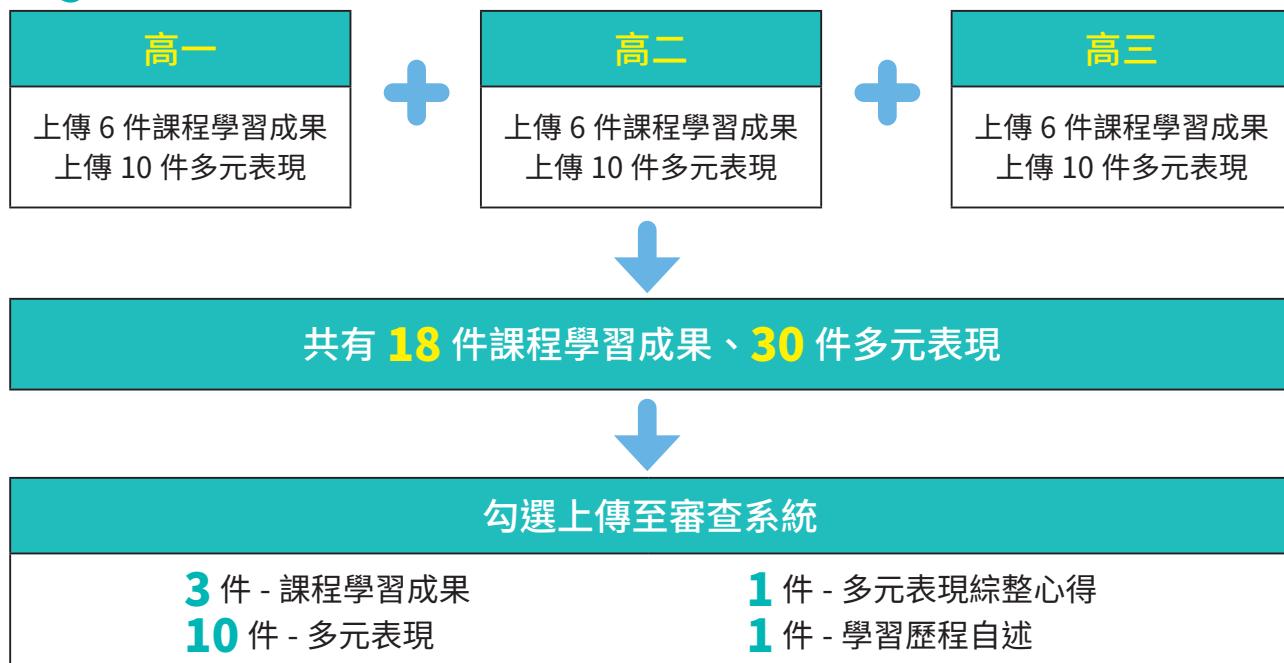 高一
上傳 6 件課程學習成果
上傳 10 件多元表現
高二
上傳 6 件課程學習成果
上傳 10 件多元表現
高三
上傳 6 件課程學習成果
上傳 10 件多元表現
共有 18 件課程學習成果、30 件多元表現
勾選上傳至審查系統
3 件 - 課程學習成果
10 件 - 多元表現
1 件 - 多元表現綜整心得
1 件 - 學習歷程自述